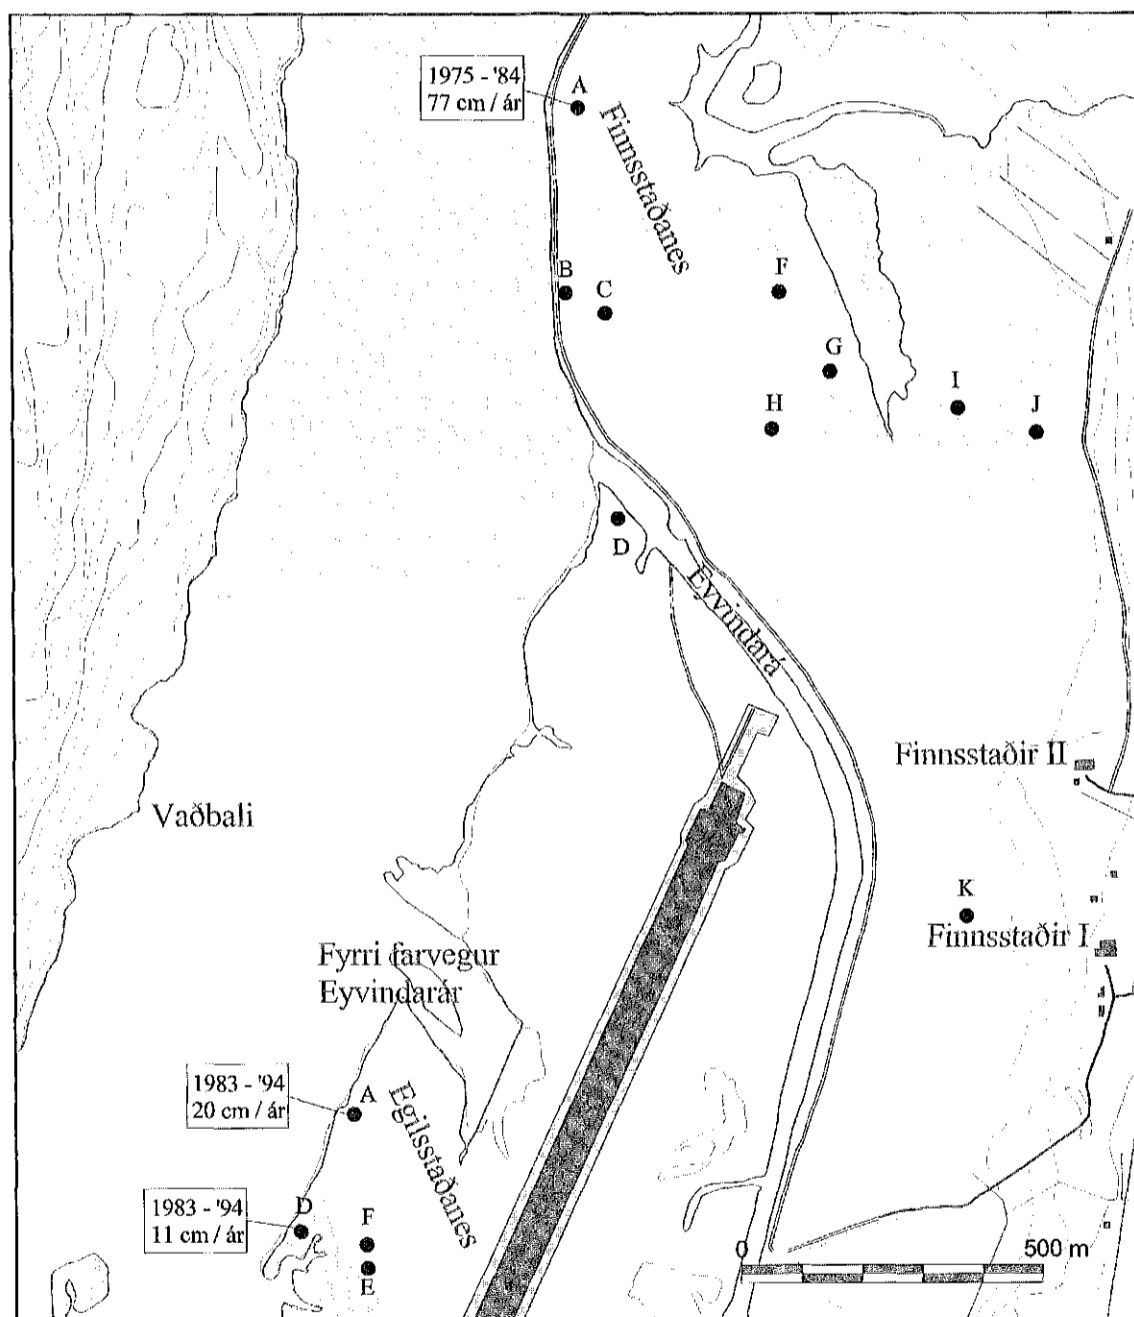 1975 - '84
77 cm / ár
A
Finnsstaðanes
B
C
F
G
H
I
J
D
Eyvindará
Finnsstaðir II
Vaðbali
K
Finnsstaðir I
Fyrri farvegur
Eyvindarár
1983 - '94
20 cm / ár
A
Egilsstaðanes
1983 - '94
11 cm / ár
D
F
E
0
500 m